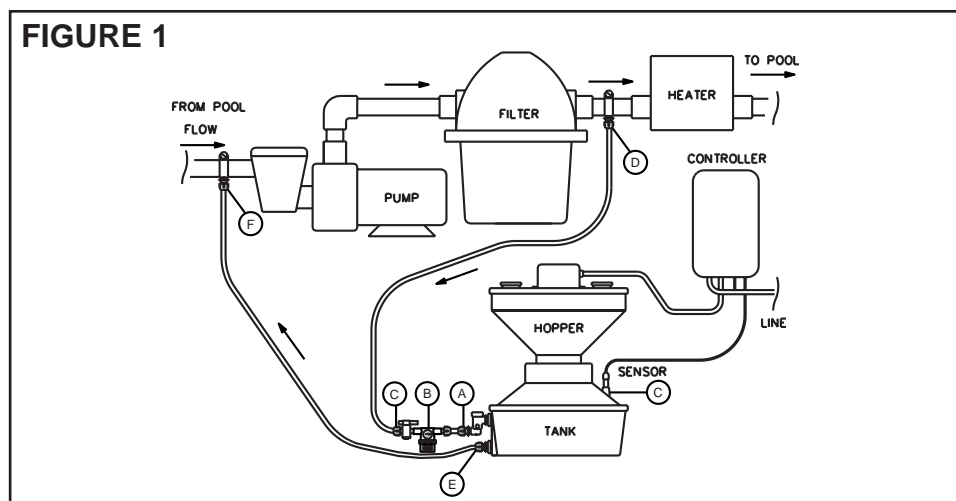 FIGURE 1
TO POOL
HEATER
FROM POOL
FLOW
FILTER
D
CONTROLLER
PUMP
F
HOPPER
LINE
SENSOR
C
C
B
A
TANK
E